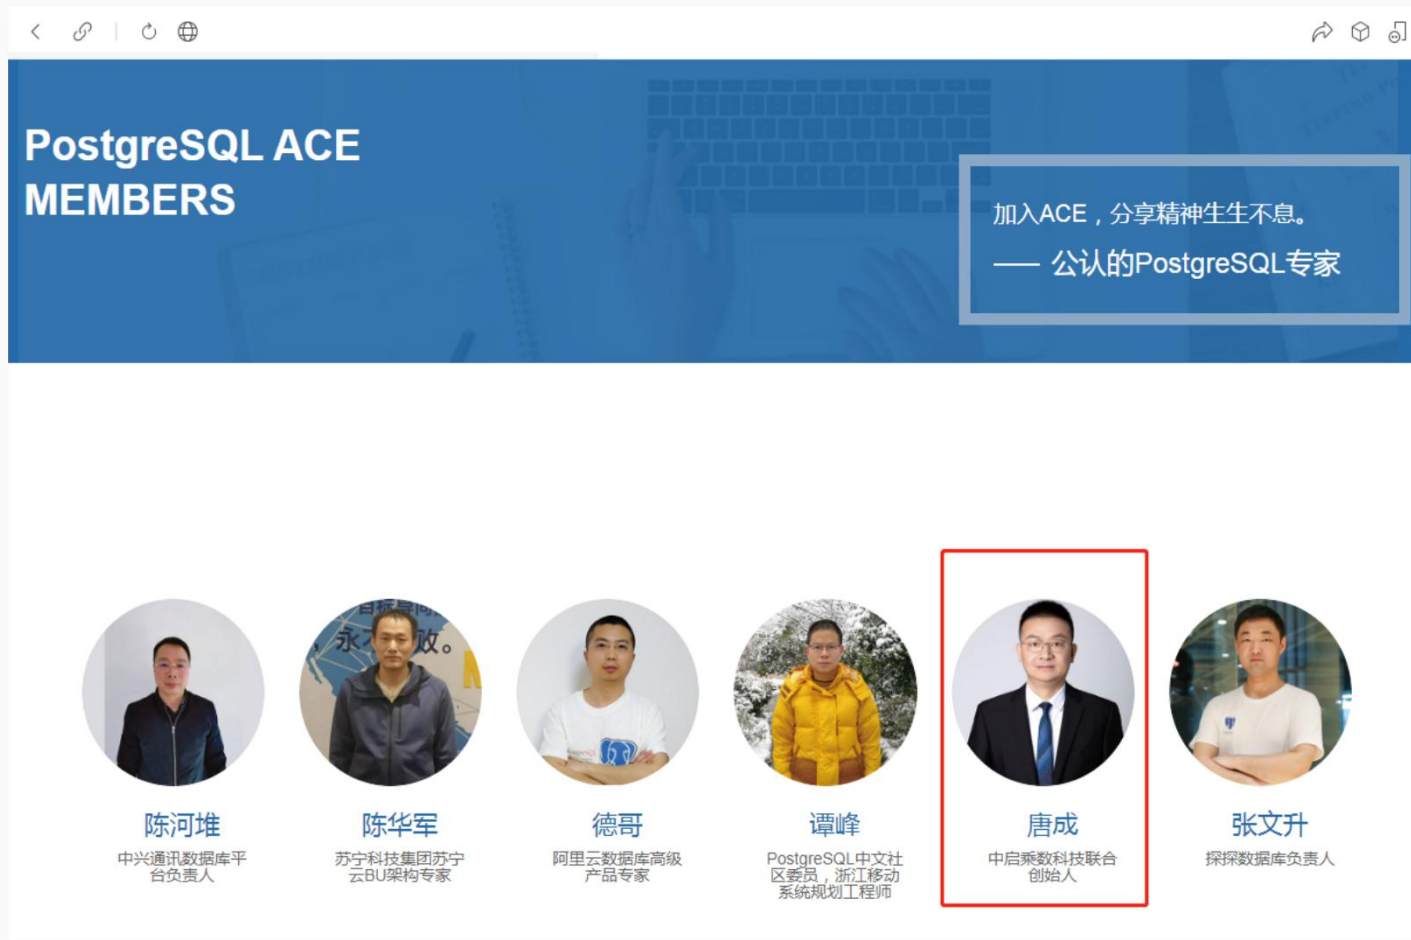 PostgreSQL ACE
MEMBERS
加入ACE，分享精神生生不息。
—— 公认的PostgreSQL专家
永 败。
陈河堆
中兴通讯数据库平
台负责人
陈华军
苏宁科技集团苏宁
云BU架构专家
德哥
阿里云数据库高级
产品专家
谭峰
PostgreSQL中文社
区委员，浙江移动
系统规划工程师
唐成
中启乘数科技联合
创始人
张文升
探探数据库负责人